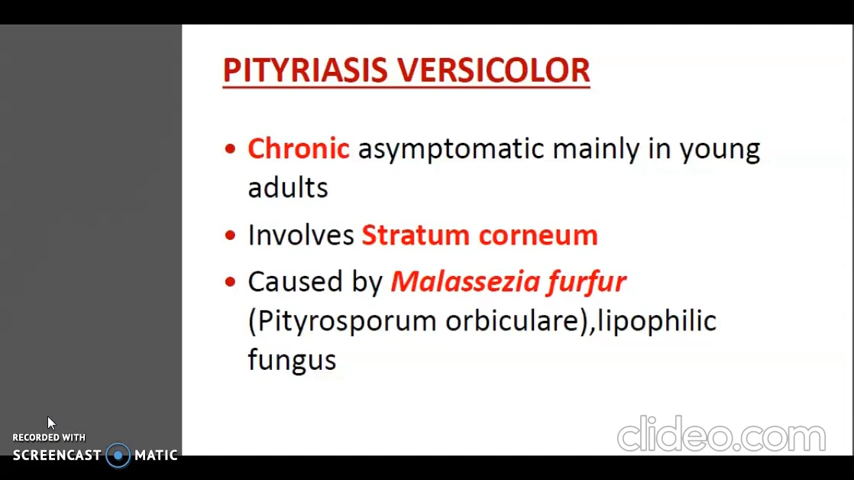 PITYRIASIS VERSICOLOR
• Chronic asymptomatic mainly in young
adults
• Involves Stratum corneum
• Caused by Malassezia furfur
(Pityrosporum orbiculare),lipophilic
fungus
RECORDED WITH
SCREENCAST MATIC
clideo.com